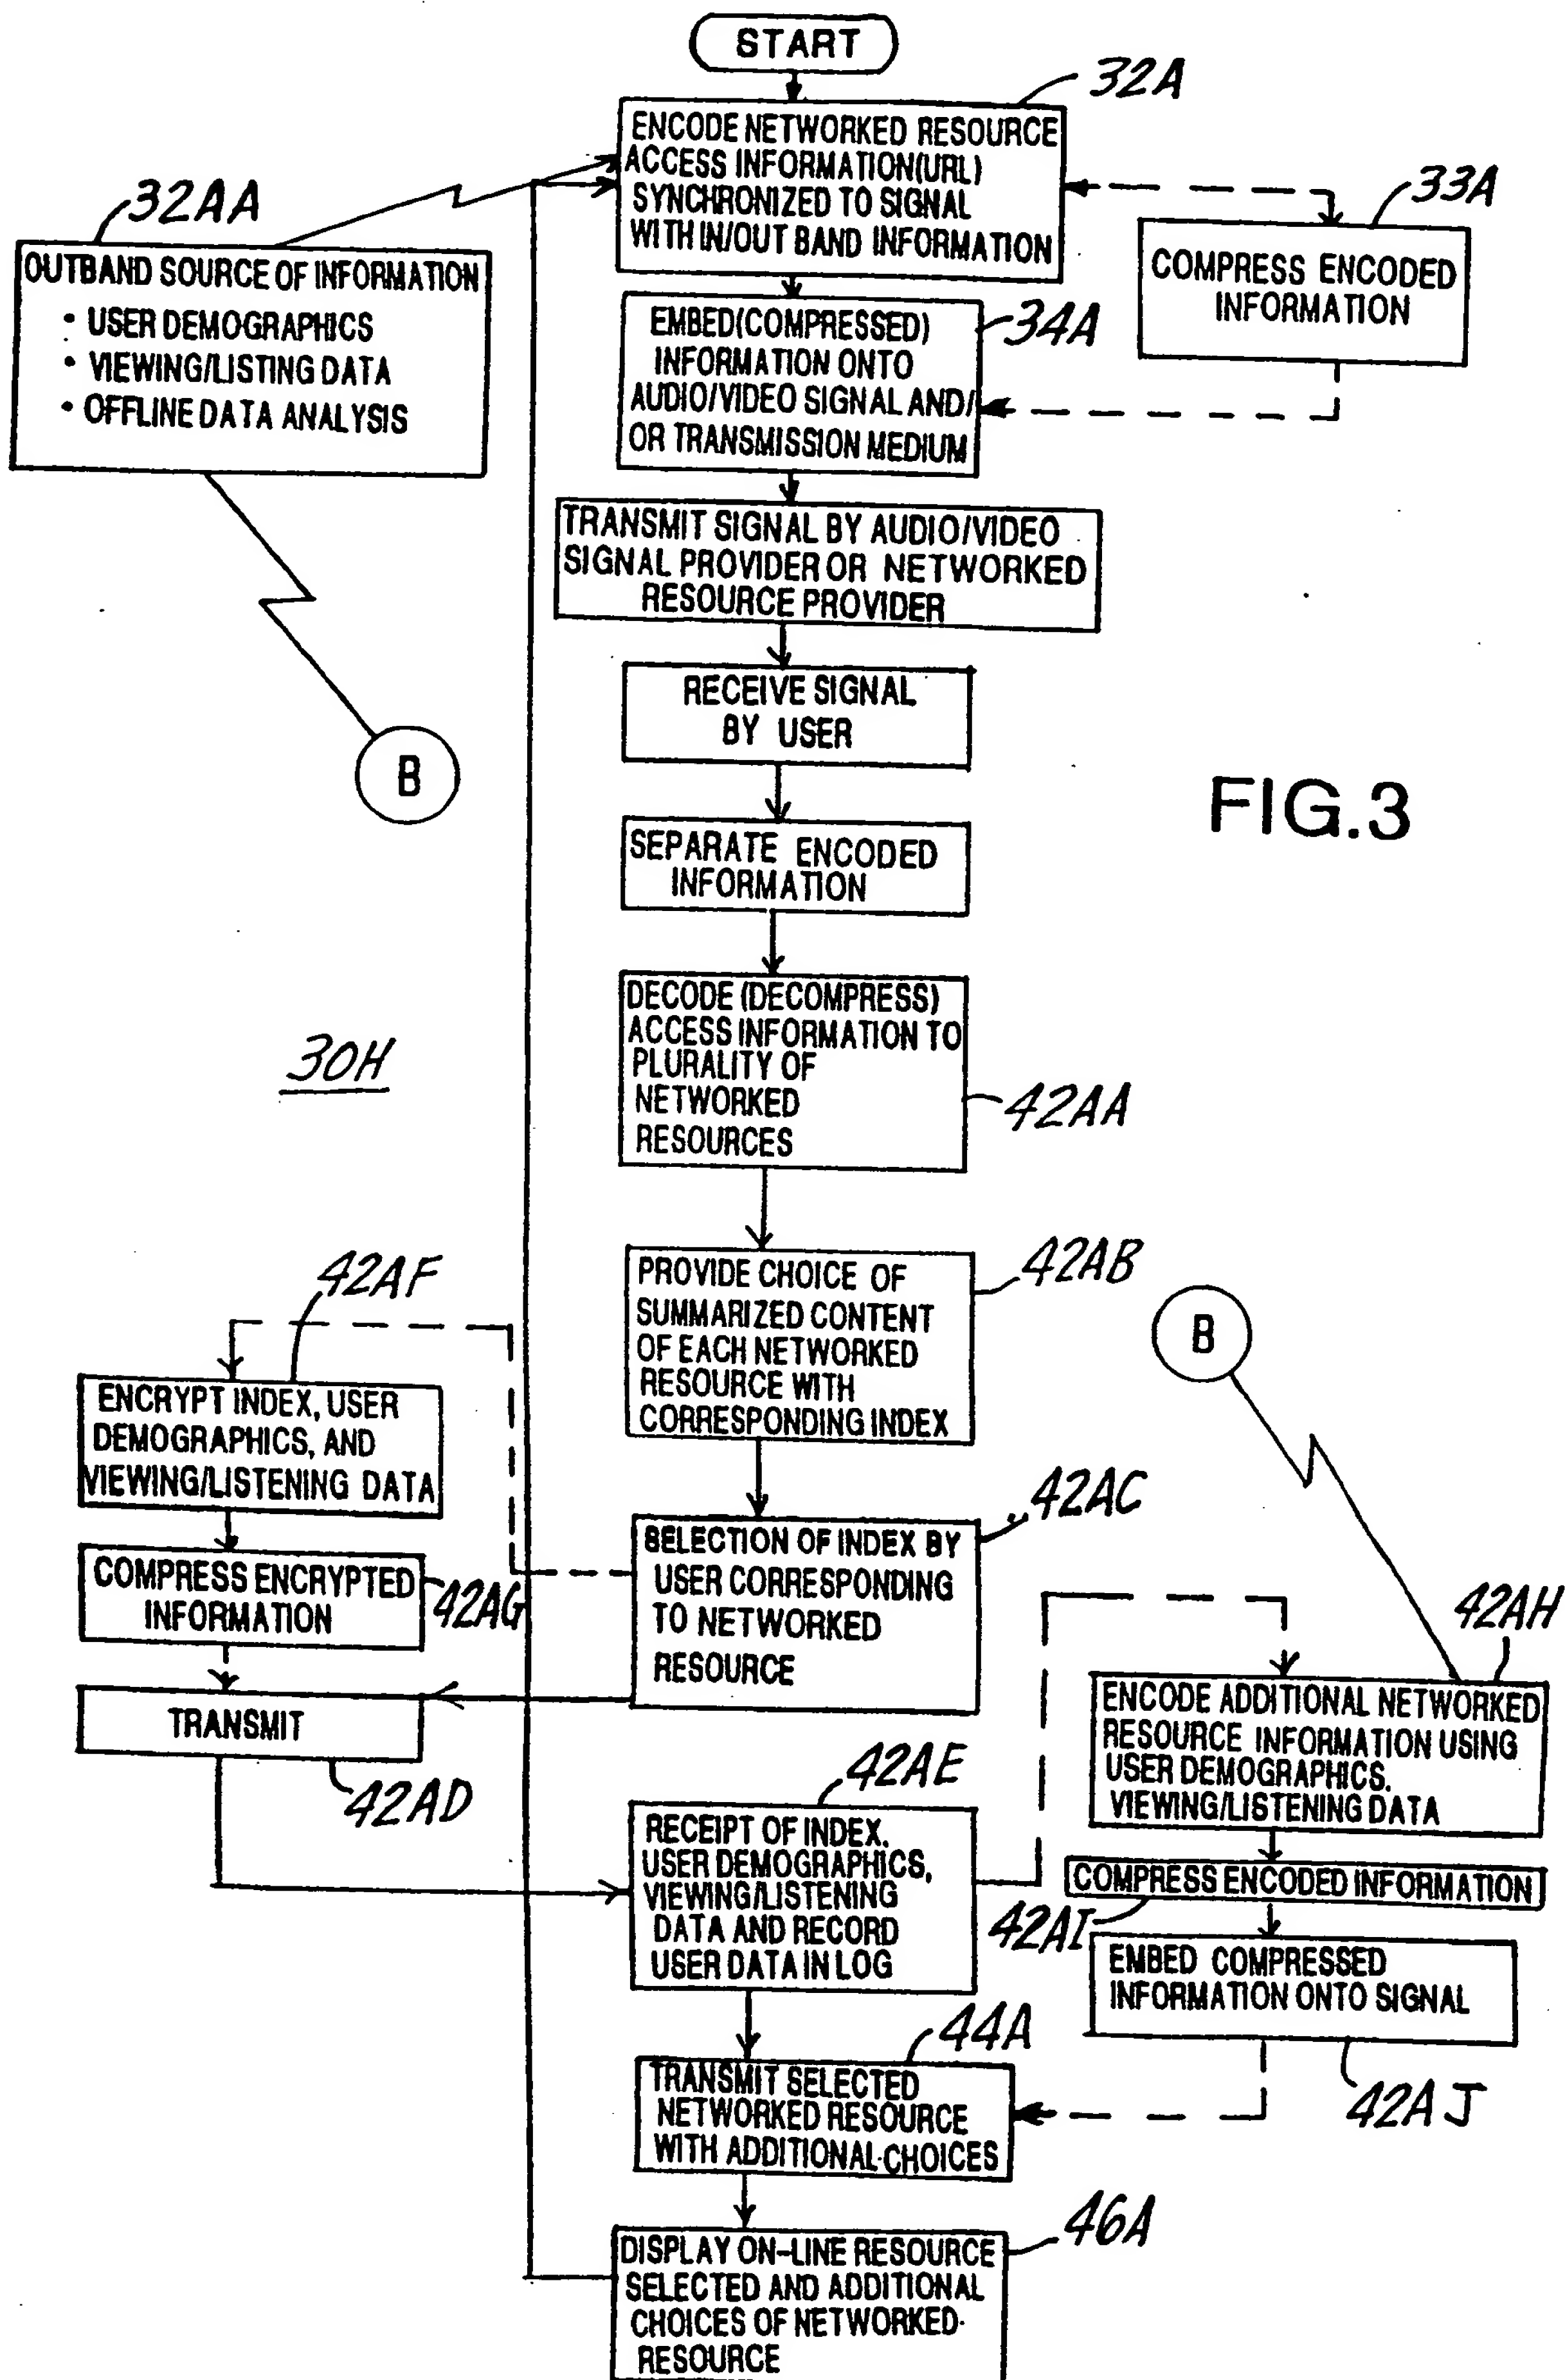 START
32A
ENCODE NETWORKED RESOURCE
ACCESS INFORMATION(URL)
SYNCHRONIZED TO SIGNAL
WITH IN/OUT BAND INFORMATION
33A
COMPRESS ENCODED
INFORMATION
32AA
OUTBAND SOURCE OF INFORMATION
• USER DEMOGRAPHICS
• VIEWING/LISTING DATA
• OFFLINE DATA ANALYSIS
34A
EMBED(COMPRESSED)
INFORMATION ONTO
AUDIO/VIDEO SIGNAL AND/
OR TRANSMISSION MEDIUM
TRANSMIT SIGNAL BY AUDIO/VIDEO
SIGNAL PROVIDER OR NETWORKED
RESOURCE PROVIDER
RECEIVE SIGNAL
BY USER
B
FIG.3
SEPARATE ENCODED
INFORMATION
30H
DECODE (DECOMPRESS)
ACCESS INFORMATION TO
PLURALITY OF
NETWORKED
RESOURCES
42AA
42AB
PROVIDE CHOICE OF
SUMMARIZED CONTENT
OF EACH NETWORKED
RESOURCE WITH
CORRESPONDING INDEX
B
42AF
ENCRYPT INDEX, USER
DEMOGRAPHICS, AND
VIEWING/LISTENING DATA
42AC
SELECTION OF INDEX BY
USER CORRESPONDING
TO NETWORKED
RESOURCE
COMPRESS ENCRYPTED
INFORMATION
42AG
TRANSMIT
42AD
42AH
ENCODE ADDITIONAL NETWORKED
RESOURCE INFORMATION USING
USER DEMOGRAPHICS.
VIEWING/LISTENING DATA
42AE
RECEIPT OF INDEX.
USER DEMOGRAPHICS,
VIEWING/LISTENING
DATA AND RECORD
USER DATA IN LOG
COMPRESS ENCODED INFORMATION
42AI
EMBED COMPRESSED
INFORMATION ONTO SIGNAL
42AJ
44A
TRANSMIT SELECTED
NETWORKED RESOURCE
WITH ADDITIONAL CHOICES
46A
DISPLAY ON-LINE RESOURCE
SELECTED AND ADDITIONAL
CHOICES OF NETWORKED
RESOURCE